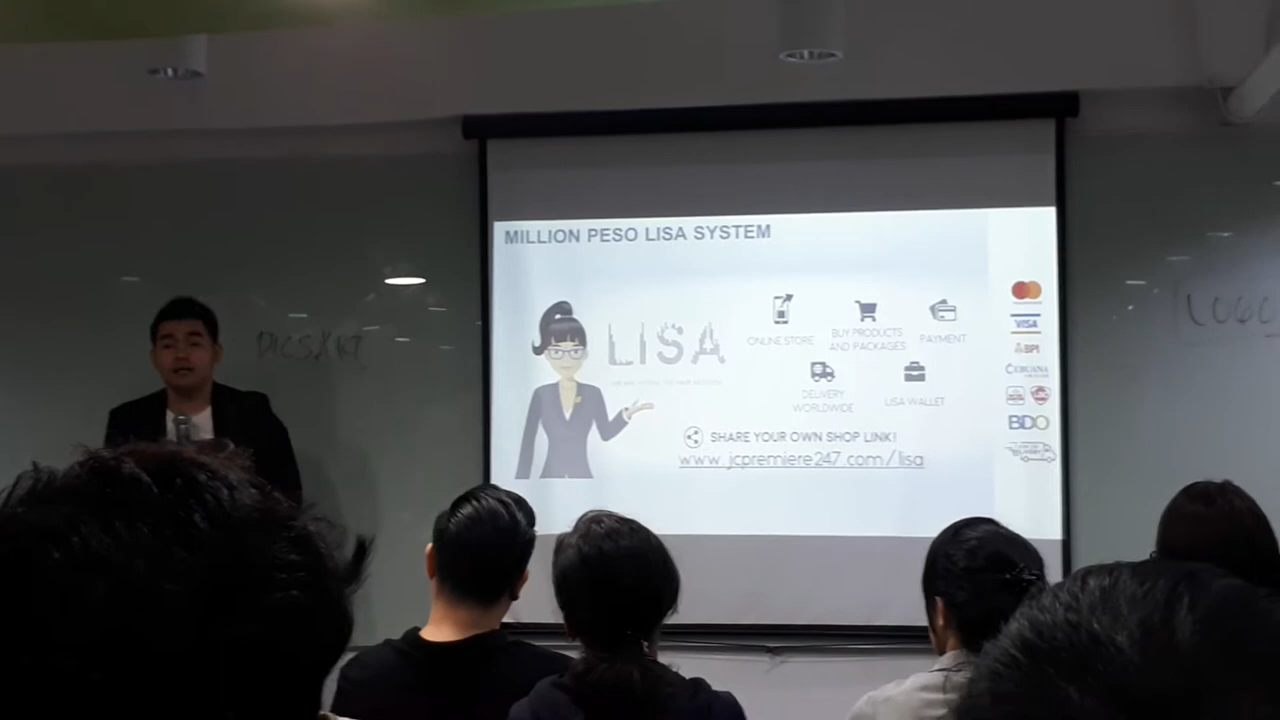 MILLION PESO LISA SYSTEM
LISA
ONLINE STORE
BUY PRODUCTS
AND PACKAGES
PAYMENT
DELIVERY
WORLDWIDE
LISA WALLET
SHARE YOUR OWN SHOP LINK!
www.jcpremiere247.com/lisa
VISA
BPI
CEBUANA
BDO